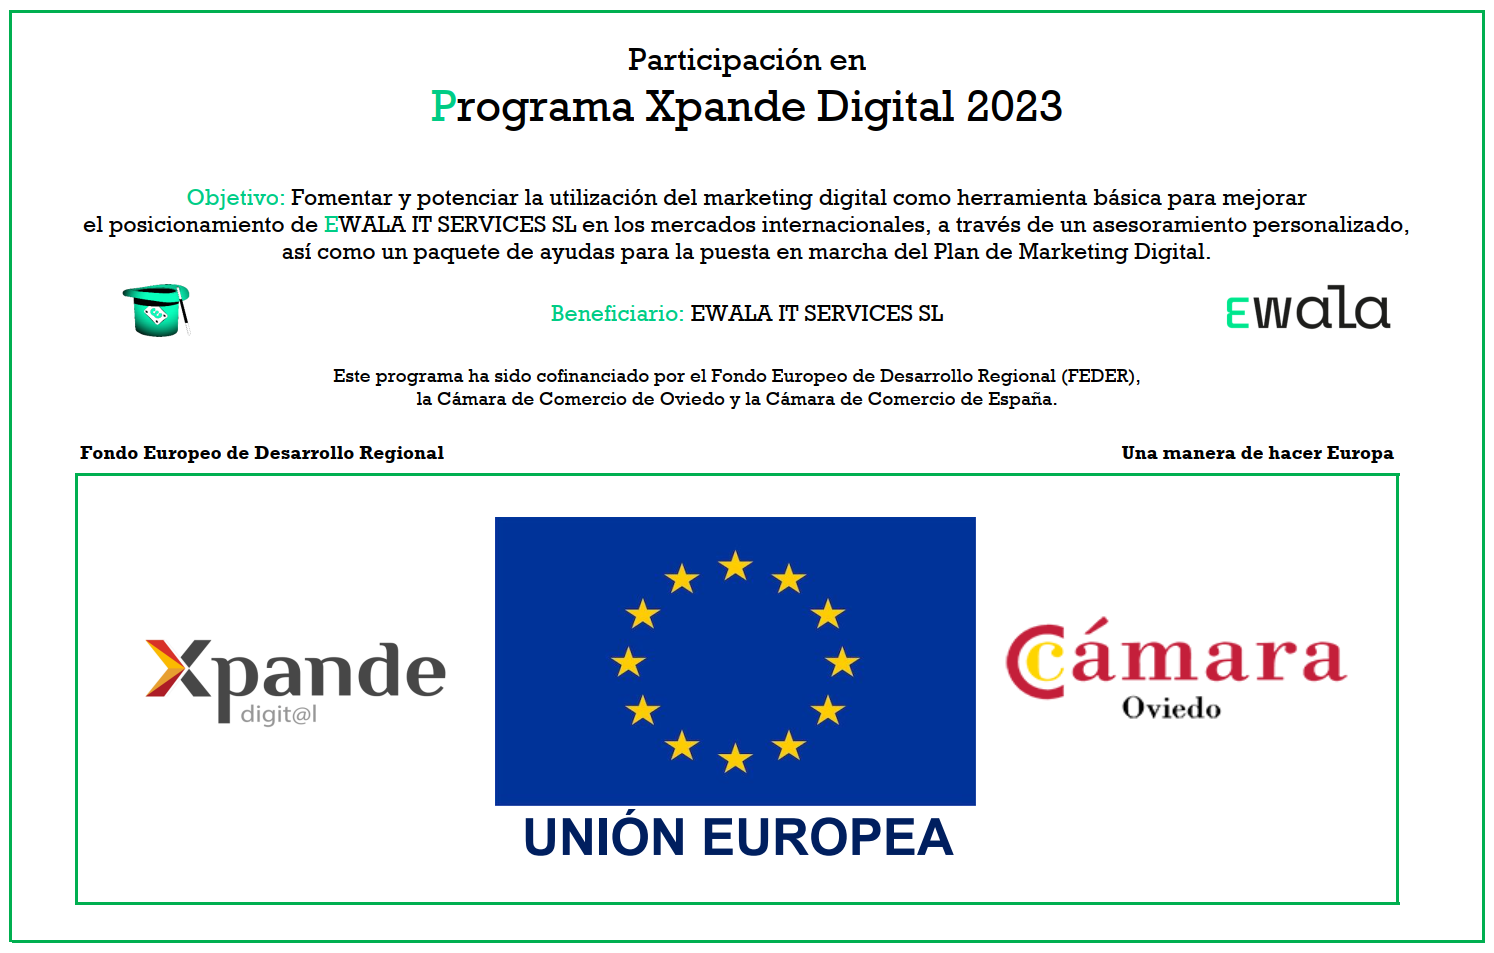 Participación en
Programa Xpande Digital 2023
Objetivo: Fomentar y potenciar la utilización del marketing digital como herramienta básica para mejorar
el posicionamiento de EWALA IT SERVICES SL en los mercados internacionales, a través de un asesoramiento personalizado,
así como un paquete de ayudas para la puesta en marcha del Plan de Marketing Digital.
Beneficiario: EWALA IT SERVICES SL
Ewala
Este programa ha sido cofinanciado por el Fondo Europeo de Desarrollo Regional (FEDER),
la Cámara de Comercio de Oviedo y la Cámara de Comercio de España.
Fondo Europeo de Desarrollo Regional
Una manera de hacer Europa
Xpande
digit@l
UNIÓN EUROPEA
Cámara
Oviedo